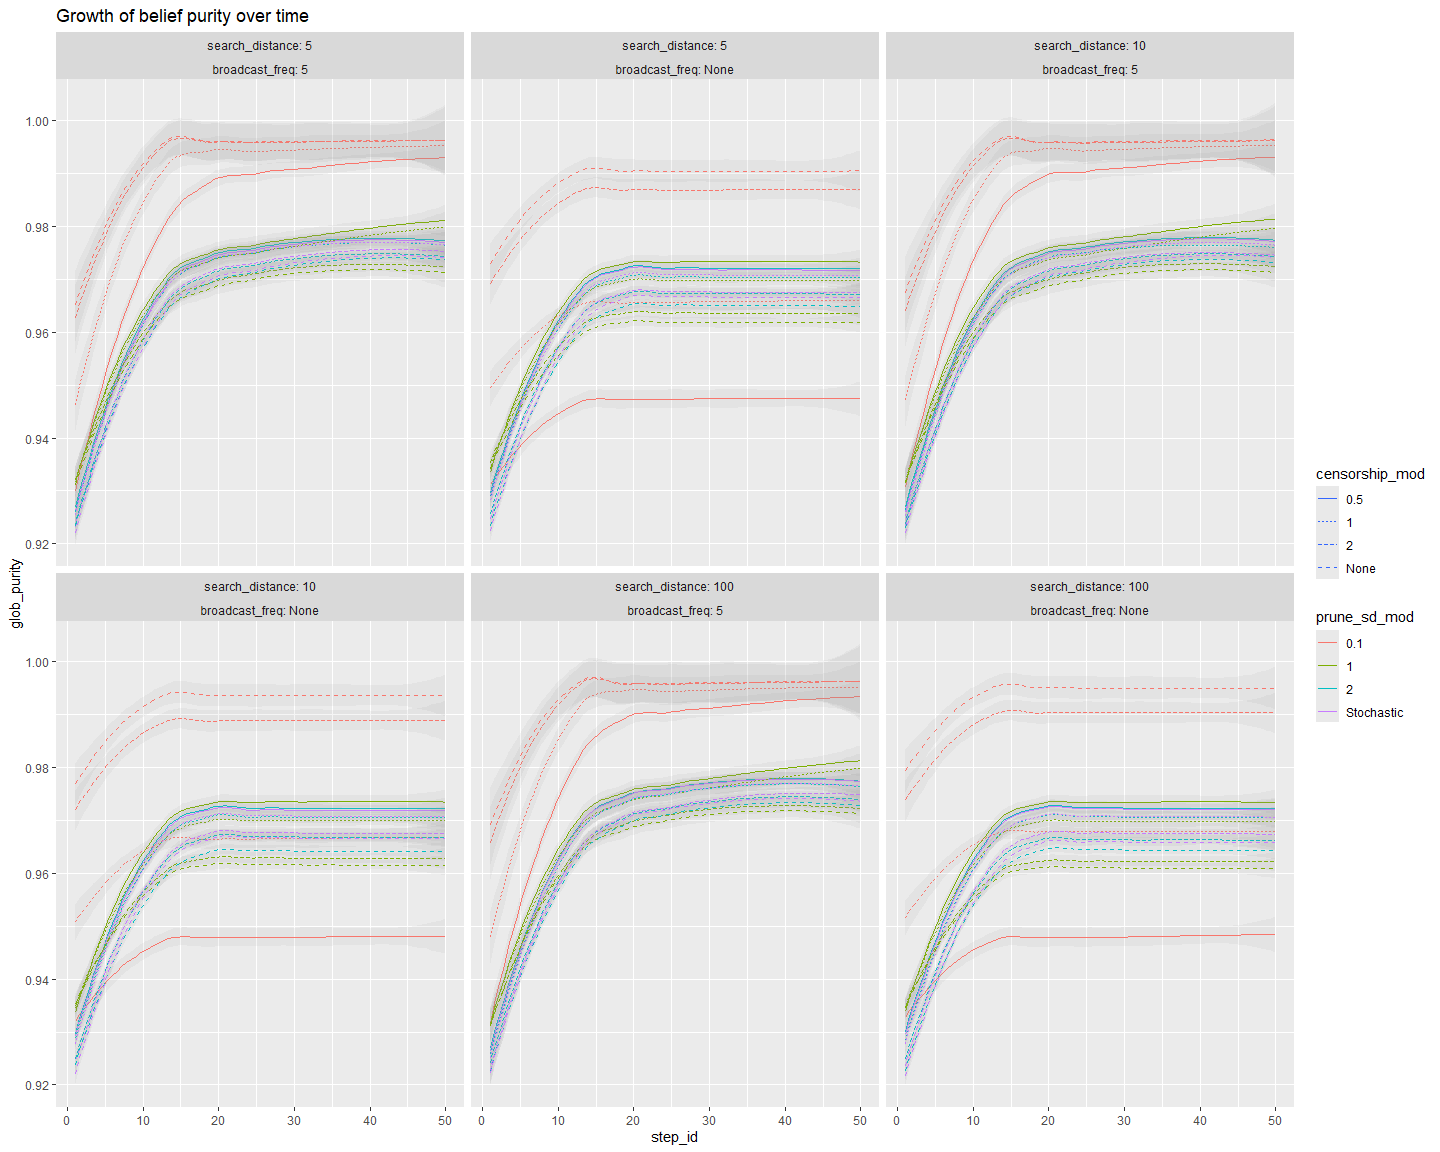 Growth of belief purity over time
search_distance: 5
broadcast_freq: 5
search_distance: 5
broadcast_freq: None
search_distance: 10
broadcast_freq: 5
1.00
0.98
0.96
0.94
0.92
glob_purity
search_distance: 10
broadcast_freq: None
search_distance: 100
broadcast_freq: 5
search_distance: 100
broadcast_freq: None
1.00
0.98
0.96
0.94
0.92
0 10 20 30 40 50
0 10 20 30 40 50
0 10 20 30 40 50
step_id
censorship_mod
0.5
1
2
None
prune_sd_mod
0.1
1
2
Stochastic